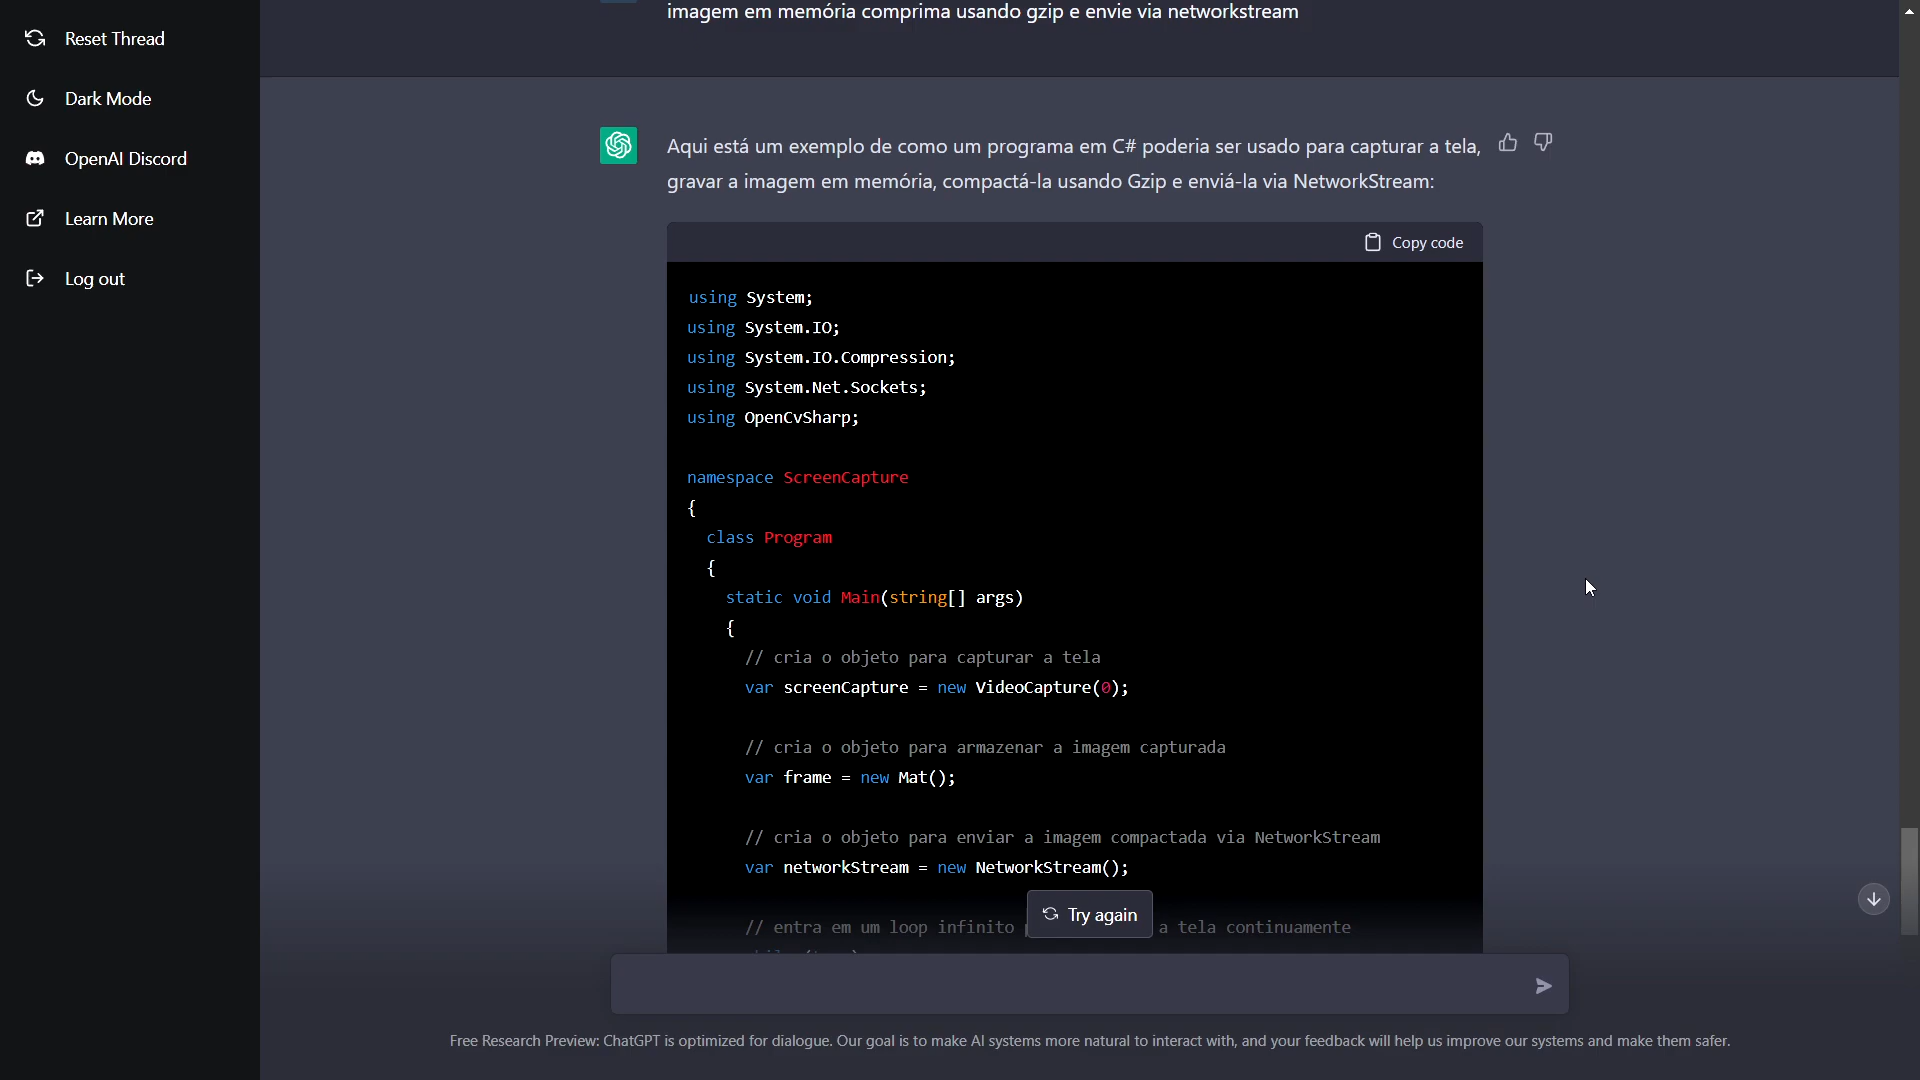 Reset Thread
Dark Mode
OpenAI Discord
Learn More
Log out
imagem em memória comprima usando gzip e envie via networkstream
Aqui está um exemplo de como um programa em C# poderia ser usado para capturar a tela,
gravar a imagem em memória, compactá-la usando Gzip e enviá-la via NetworkStream:
Copy code
using System;
using System.IO;
using System.IO.Compression;
using System.Net.Sockets;
using OpenCvSharp;
namespace ScreenCapture
{
class Program
{
static void Main(string[] args)
{
// cria o objeto para capturar a tela
var screenCapture = new VideoCapture(0);
// cria o objeto para armazenar a imagem capturada
var frame = new Mat();
// cria o objeto para enviar a imagem compactada via NetworkStream
var networkStream = new NetworkStream();
// entra em um loop infinito a tela continuamente
Try again
Free Research Preview: ChatGPT is optimized for dialogue. Our goal is to make AI systems more natural to interact with, and your feedback will help us improve our systems and make them safer.